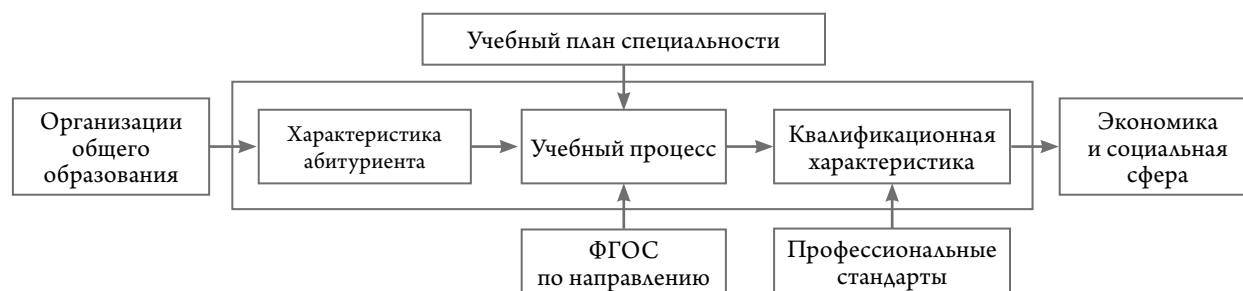 Учебный план специальности
Организации
общего
образования
Характеристика
абитуриента
Учебный процесс
Квалификационная
характеристика
Экономика
и социальная
сфера
ФГОС
по направлению
Профессиональные
стандарты